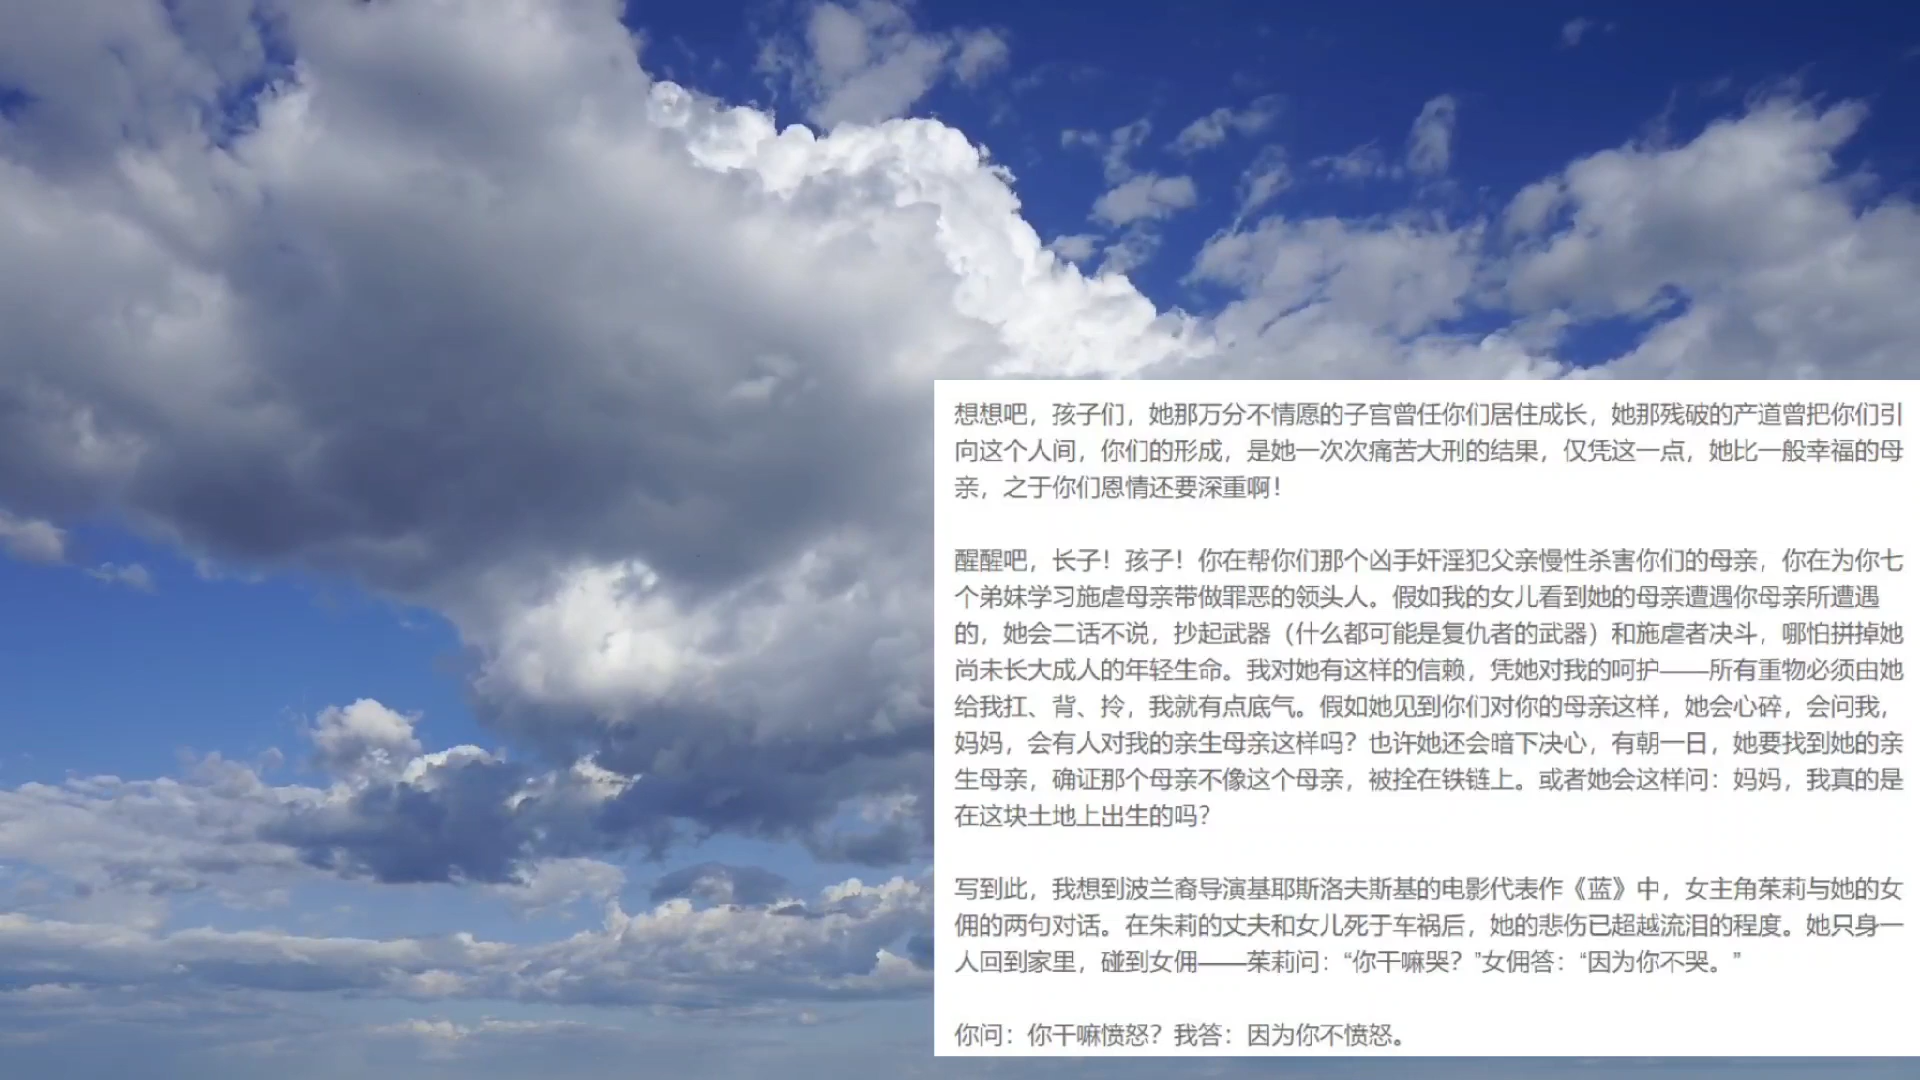 想想吧，孩子们，她那万分不情愿的子宫曾任你们居住成长，她那残破的产道曾把你们引
向这个人间，你们的形成，是她一次次痛苦大刑的结果，仅凭这一点，她比一般幸福的母
亲，之于你们恩情还要深重啊！
醒醒吧，长子！孩子！你在帮你们那个凶手奸淫犯父亲慢性杀害你们的母亲，你在为你七
个弟妹学习施虐母亲带做罪恶的领头人。假如我的女儿看到她的母亲遭遇你母亲所遭遇
的，她会二话不说，抄起武器（什么都可能是复仇者的武器）和施虐者决斗，哪怕拼掉她
尚未长大成人的年轻生命。我对她有这样的信赖，凭她对我的呵护——所有重物必须由她
给我扛、背、拎，我就有点底气。假如她见到你们对你的母亲这样，她会心碎，会问我，
妈妈，会有人对我的亲生母亲这样吗？也许她还会暗下决心，有朝一日，她要找到她的亲
生母亲，确证那个母亲不像这个母亲，被拴在铁链上。或者她会这样问：妈妈，我真的是
在这块土地上出生的吗？
写到此，我想到波兰裔导演基耶斯洛夫斯基的电影代表作《蓝》中，女主角茱莉与她的女
佣的两句对话。在朱莉的丈夫和女儿死于车祸后，她的悲伤已超越流泪的程度。她只身一
人回到家里，碰到女佣——茱莉问：“你干嘛哭？”女佣答：“因为你不哭。”
你问：你干嘛愤怒？我答：因为你不愤怒。